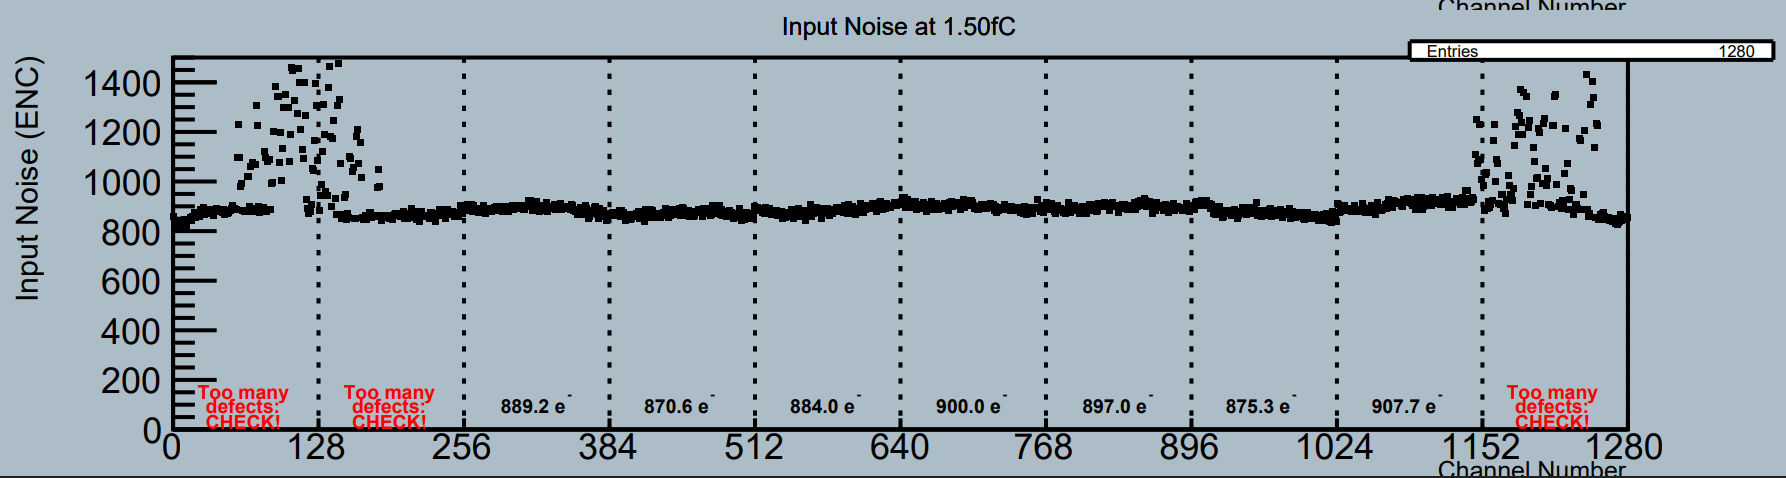 Channel Number
Input Noise at 1.50fC
Entries 1280
Input Noise (ENC)
1400
1200
1000
800
600
400
200
0
Too many
defects:
CHECK!
Too many
defects:
CHECK!
889.2 e-
870.6 e-
884.0 e-
900.0 e-
897.0 e-
875.3 e-
907.7 e-
Too many
defects:
CHECK!
0 128 256 384 512 640 768 896 1024 1152 1280
Channel Number